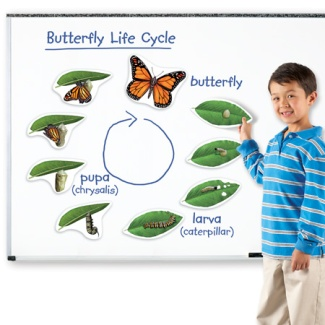 Butterfly Life Cycle
butterfly
pupa
(chrysalis)
larva
(caterpillar)